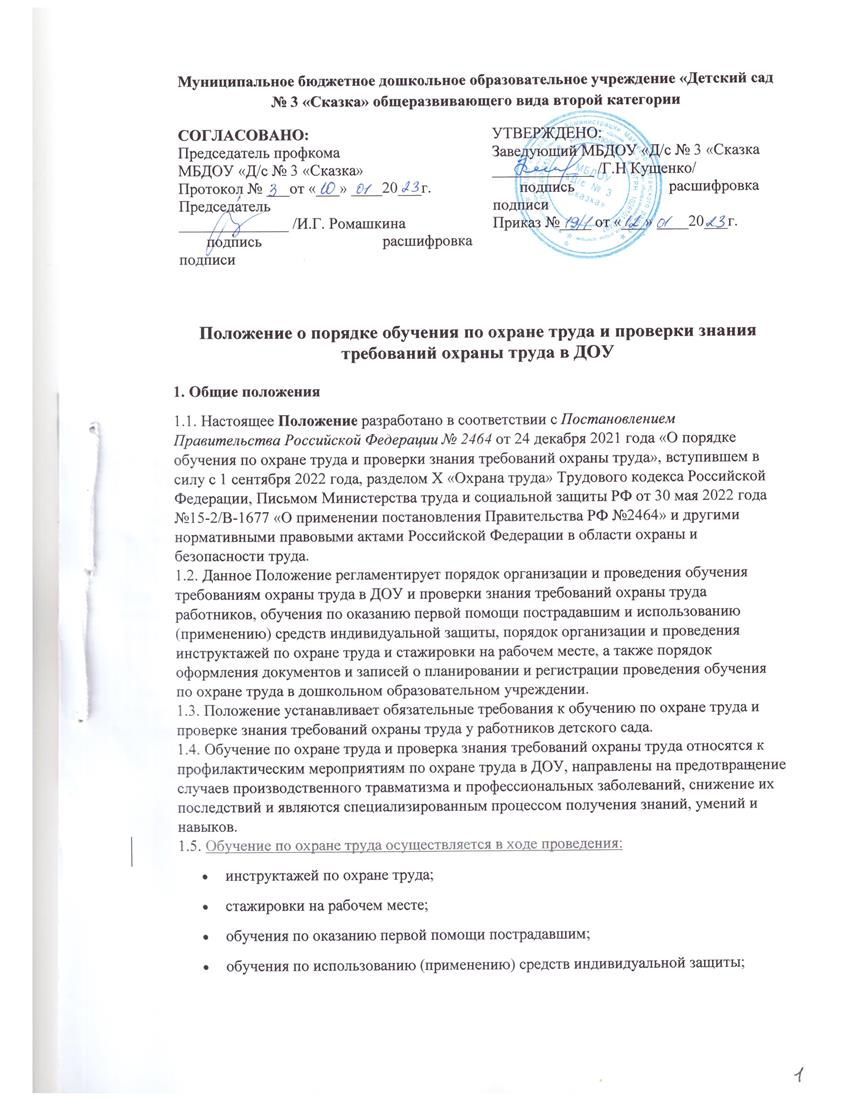 Муниципальное бюджетное дошкольное образовательное учреждение «Детский сад
№ 3 «Сказка» общеразвивающего вида второй категории
СОГЛАСОВАНО:
Председатель профкома
МБДОУ «Д/с № 3 «Сказка»
Протокол № 3 от «10» 01 2023г.
Председатель
/И.Г. Ромашкина
подпись расшифровка
подписи
УТВЕРЖДЕНО:
Заведующий МБДОУ «Д/с № 3 «Сказка
/Г.Н Кущенко/
подпись расшифровка
подписи
Приказ № 19/1 от «12» 01 2023г.
МБДОУ
Д/с № 3
Сказка»
Положение о порядке обучения по охране труда и проверки знания
требований охраны труда в ДОУ
1. Общие положения
1.1. Настоящее Положение разработано в соответствии с Постановлением
Правительства Российской Федерации № 2464 от 24 декабря 2021 года «О порядке
обучения по охране труда и проверки знания требований охраны труда», вступившем в
силу с 1 сентября 2022 года, разделом X «Охрана труда» Трудового кодекса Российской
Федерации, Письмом Министерства труда и социальной защиты РФ от 30 мая 2022 года
№15-2/В-1677 «О применении постановления Правительства РФ №2464» и другими
нормативными правовыми актами Российской Федерации в области охраны и
безопасности труда.
1.2. Данное Положение регламентирует порядок организации и проведения обучения
требованиям охраны труда в ДОУ и проверки знания требований охраны труда
работников, обучения по оказанию первой помощи пострадавшим и использованию
(применению) средств индивидуальной защиты, порядок организации и проведения
инструктажей по охране труда и стажировки на рабочем месте, а также порядок
оформления документов и записей о планировании и регистрации проведения обучения
по охране труда в дошкольном образовательном учреждении.
1.3. Положение устанавливает обязательные требования к обучению по охране труда и
проверке знания требований охраны труда у работников детского сада.
1.4. Обучение по охране труда и проверка знания требований охраны труда относятся к
профилактическим мероприятиям по охране труда в ДОУ, направлены на предотвращение
случаев производственного травматизма и профессиональных заболеваний, снижение их
последствий и являются специализированным процессом получения знаний, умений и
навыков.
1.5. Обучение по охране труда осуществляется в ходе проведения:
• инструктажей по охране труда;
• стажировки на рабочем месте;
• обучения по оказанию первой помощи пострадавшим;
• обучения по использованию (применению) средств индивидуальной защиты;
1